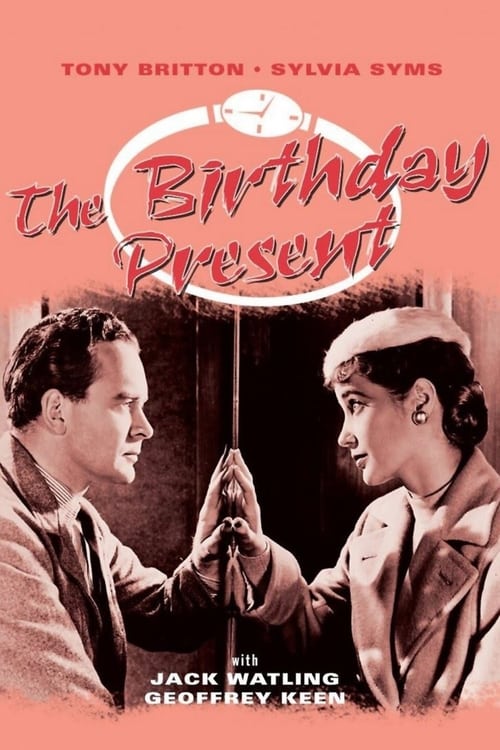 TONY BRITTON • SYLVIA SYMS
The Birthday
Present
with
JACK WATLING
GEOFFREY KEEN